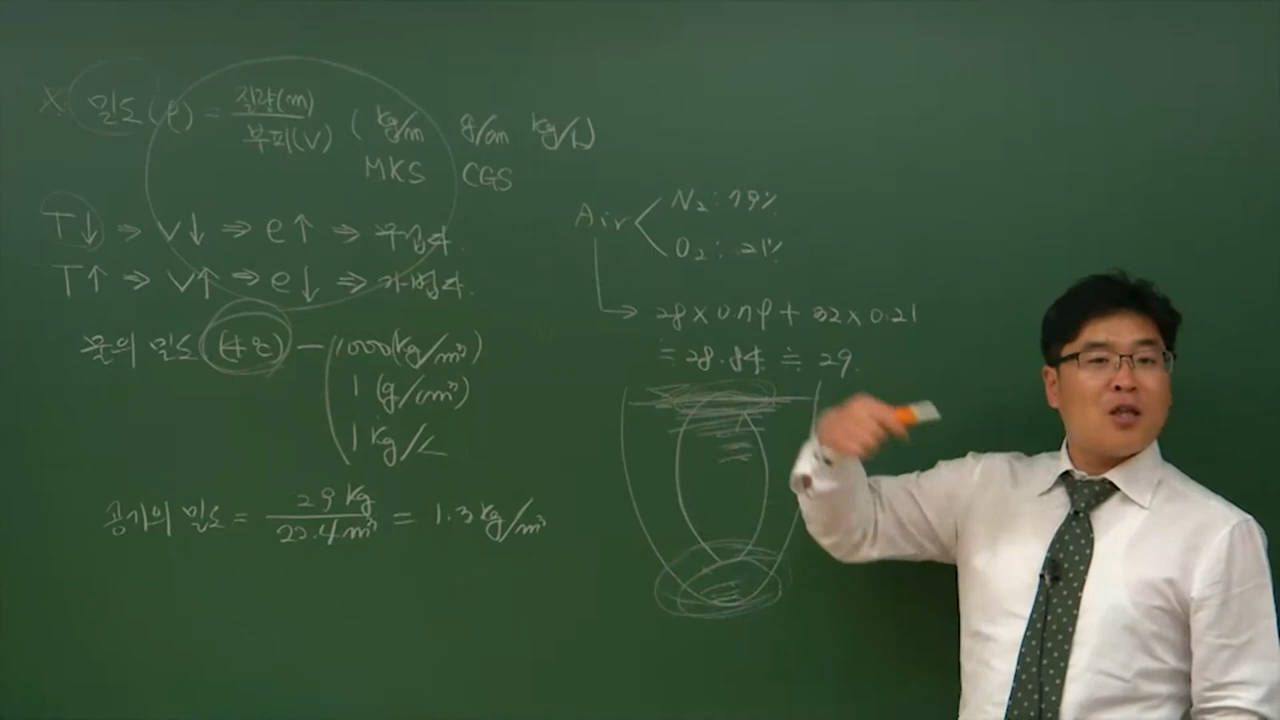 ※ 밀도(ρ) = 질량(m) / 부피(V) ( kg/m³ g/cm³ kg/L)
MKS CGS
T↓ ⇒ V↓ ⇒ ρ↑ ⇒ 무겁다.
T↑ ⇒ V↑ ⇒ ρ↓ ⇒ 가볍다.
물의 밀도 (4℃) - 1000(kg/m³)
1 (g/cm³)
1 kg/L
공기의 밀도 = 29 kg / 22.4 m³ = 1.3 kg/m³
Air N₂ : 79%
O₂ : 21%
28 × 0.79 + 32 × 0.21
= 28.84 ≒ 29.